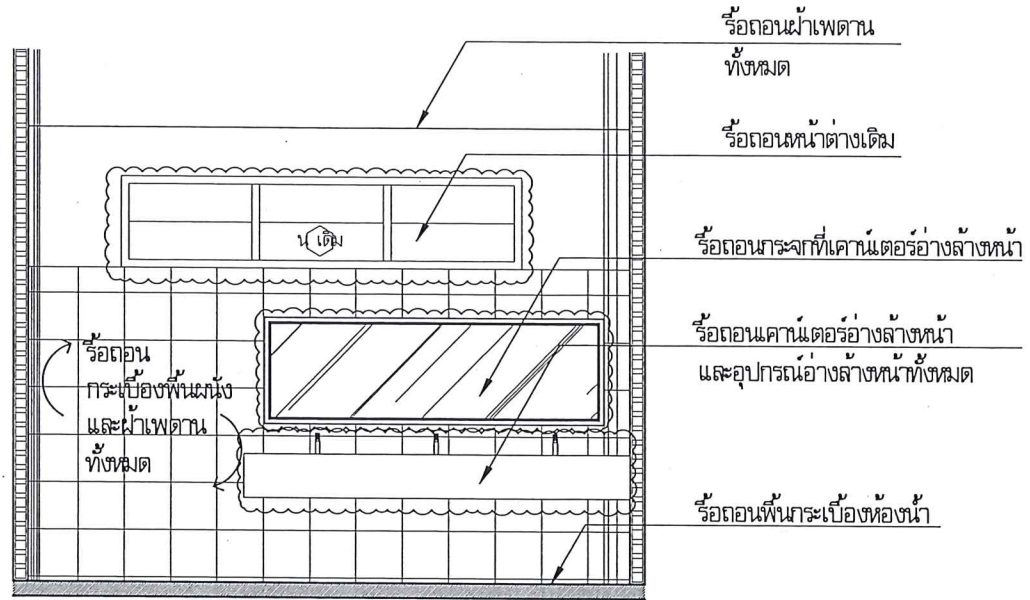 รื้อถอนฝ้าเพดาน
ทั้งหมด
รื้อถอนหน้าต่างเดิม
น เดิม
รื้อถอนกระจกที่เคาน์เตอร์อ่างล้างหน้า
รื้อถอนเคาน์เตอร์อ่างล้างหน้า
และอุปกรณ์อ่างล้างหน้าทั้งหมด
รื้อถอน
กระเบื้องพื้นผนัง
และฝ้าเพดาน
ทั้งหมด
รื้อถอนพื้นกระเบื้องห้องน้ำ